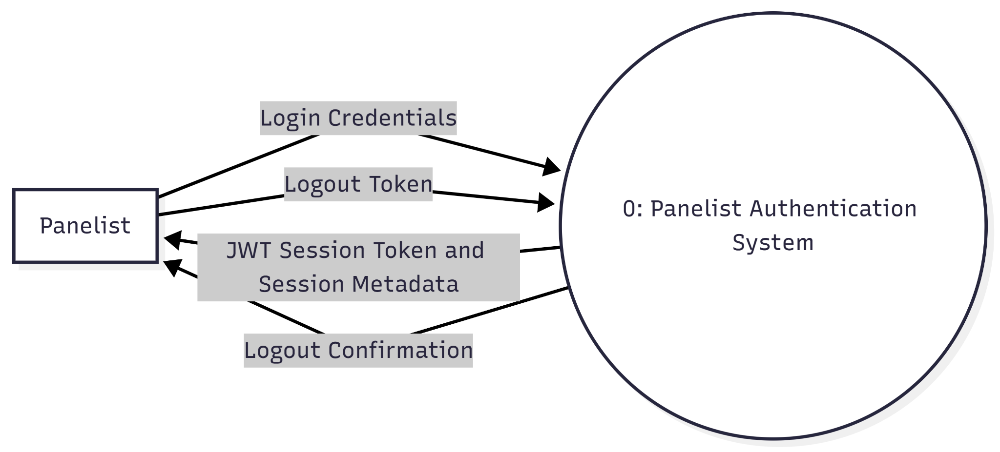 Login Credentials
Logout Token
Panelist
JWT Session Token and
Session Metadata
Logout Confirmation
0: Panelist Authentication
System